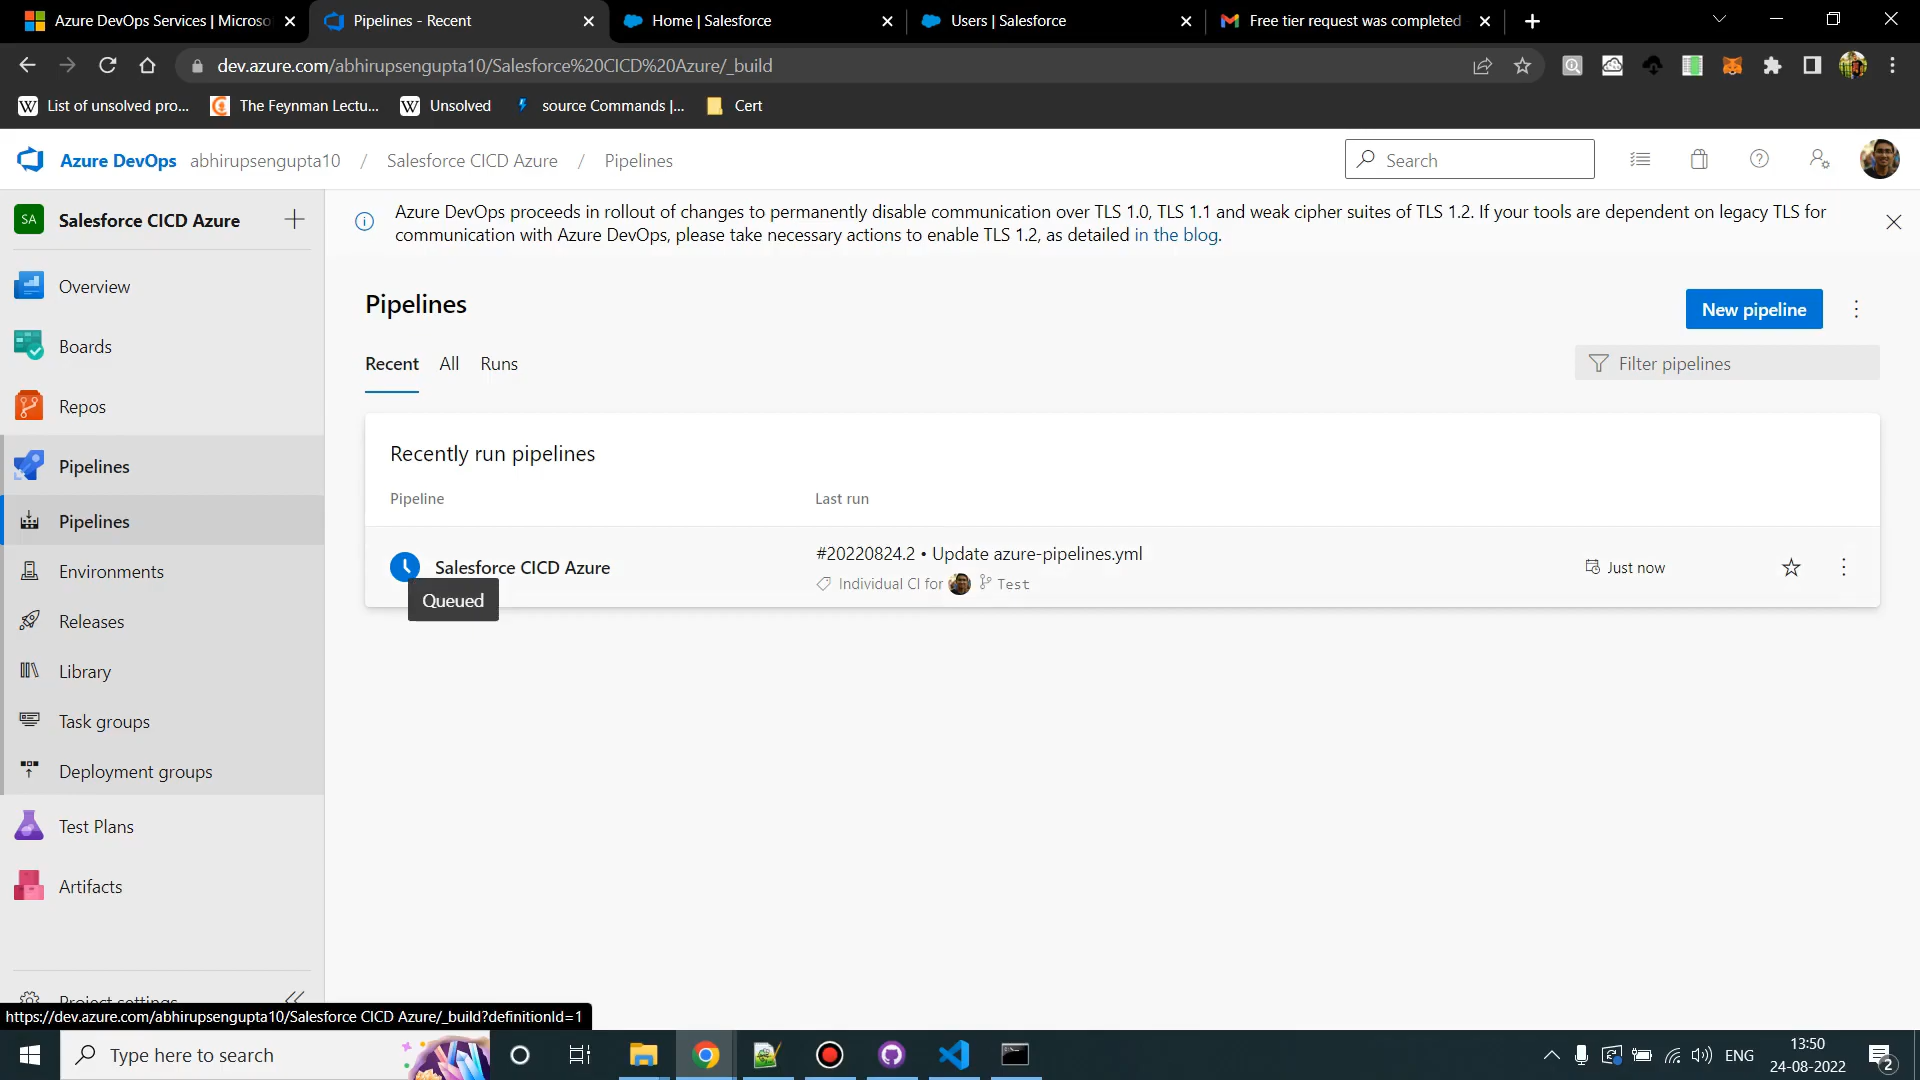 Azure DevOps Services | Microso
Pipelines - Recent
Home | Salesforce
Users | Salesforce
Free tier request was completed
dev.azure.com/abhirupsengupta10/Salesforce%20CICD%20Azure/_build
List of unsolved pro...
The Feynman Lectu...
Unsolved
source Commands |...
Cert
Azure DevOps
abhirupsengupta10 / Salesforce CICD Azure / Pipelines
Search
SA
Salesforce CICD Azure
Azure DevOps proceeds in rollout of changes to permanently disable communication over TLS 1.0, TLS 1.1 and weak cipher suites of TLS 1.2. If your tools are dependent on legacy TLS for
communication with Azure DevOps, please take necessary actions to enable TLS 1.2, as detailed in the blog.
Overview
Boards
Repos
Pipelines
Pipelines
Environments
Releases
Library
Task groups
Deployment groups
Test Plans
Artifacts
Project settings
Pipelines
New pipeline
Recent
All
Runs
Filter pipelines
Recently run pipelines
Pipeline
Last run
Salesforce CICD Azure
#20220824.2 • Update azure-pipelines.yml
Individual CI for
Test
Just now
Queued
https://dev.azure.com/abhirupsengupta10/Salesforce CICD Azure/_build?definitionId=1
Type here to search
ENG
13:50
24-08-2022
2